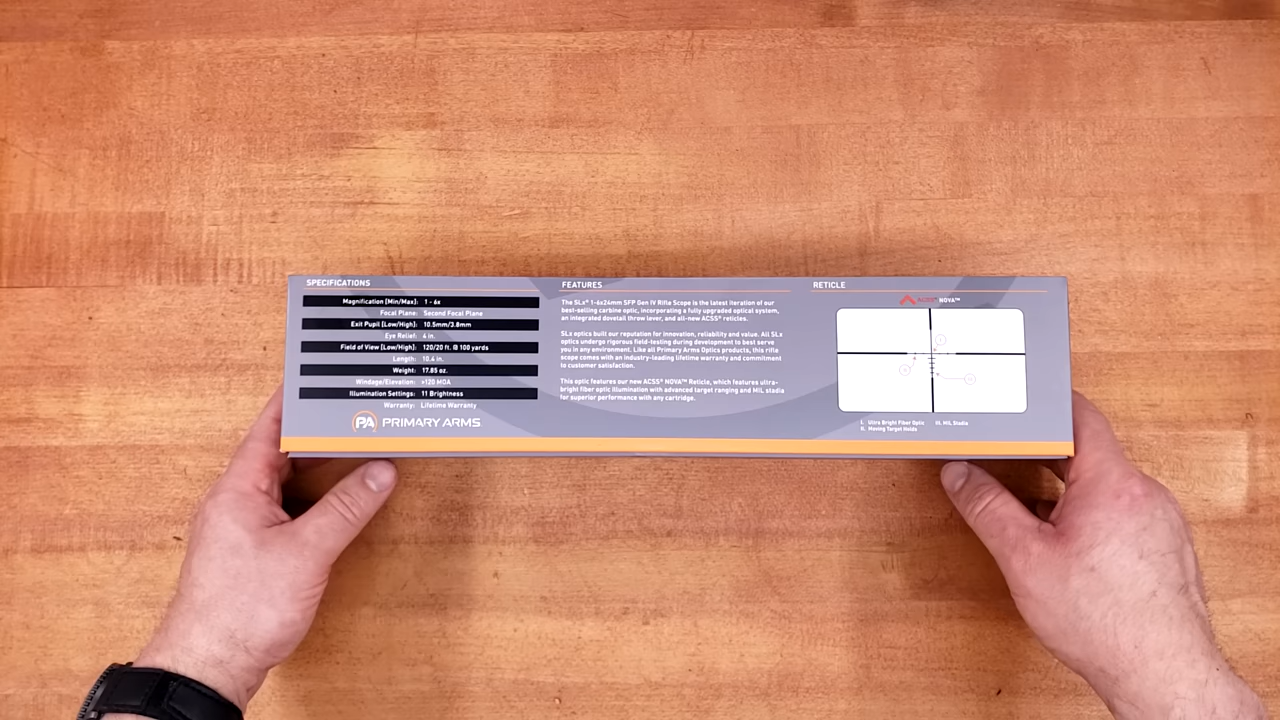 SPECIFICATIONS
Magnification [Min/Max]: 1 - 6x
Focal Plane: Second Focal Plane
Exit Pupil [Low/High]: 10.5mm/3.8mm
Eye Relief: 4 in.
Field of View [Low/High]: 120/20 ft. @ 100 yards
Length: 10.4 in.
Weight: 17.85 oz.
Windage/Elevation: >120 MOA
Illumination Settings: 11 Brightness
Warranty: Lifetime Warranty
PA PRIMARY ARMS
FEATURES
The SLx® 1-6x24mm SFP Gen IV Rifle Scope is the latest iteration of our
best-selling carbine optic, incorporating a fully upgraded optical system,
an integrated dovetail throw lever, and all-new ACSS® reticles.
SLx optics built our reputation for innovation, reliability and value. All SLx
optics undergo rigorous field-testing during development to best serve
you in any environment. Like all Primary Arms Optics products, this rifle
scope comes with an industry-leading lifetime warranty and commitment
to customer satisfaction.
This optic features our new ACSS® NOVA™ Reticle, which features ultra-
bright fiber optic illumination with advanced target ranging and MIL stadia
for superior performance with any cartridge.
RETICLE
ACSS® NOVA™
I. Ultra Bright Fiber Optic
II. Moving Target Holds
III. MIL Stadia